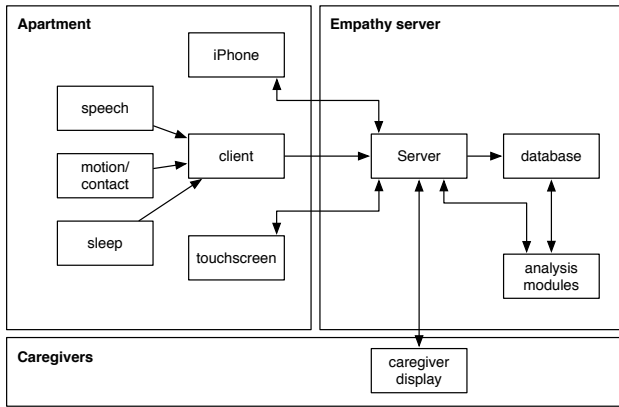 Apartment
Empathy server
iPhone
speech
client
Server
database
motion/
contact
sleep
touchscreen
analysis
modules
Caregivers
caregiver
display